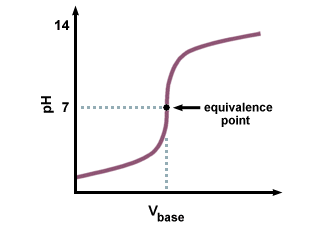 14
pH
7
equivalence
point
V base